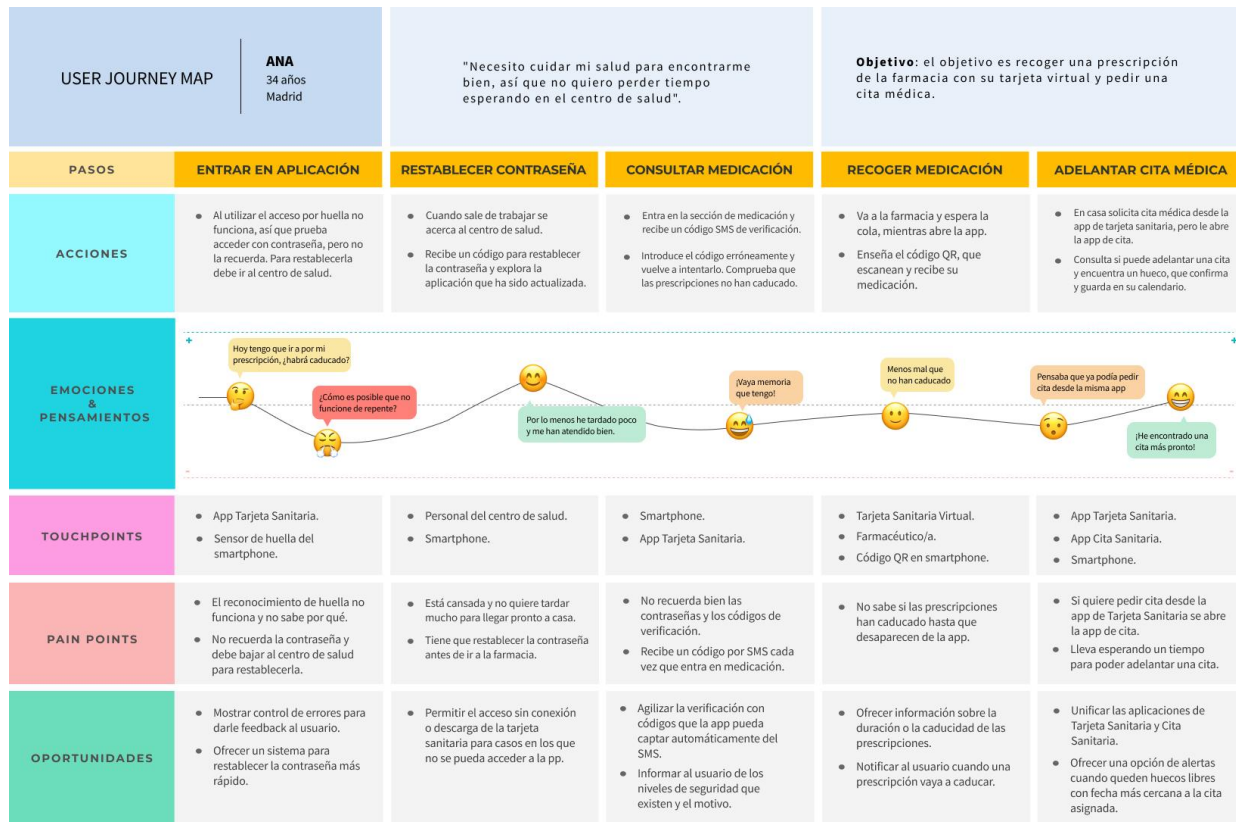 USER JOURNEY MAP
ANA
34 años
Madrid
"Necesito cuidar mi salud para encontrarme
bien, así que no quiero perder tiempo
esperando en el centro de salud".
Objetivo: el objetivo es recoger una prescripción
de la farmacia con su tarjeta virtual y pedir una
cita médica.
PASOS
ENTRAR EN APLICACIÓN
RESTABLECER CONTRASEÑA
CONSULTAR MEDICACIÓN
RECOGER MEDICACIÓN
ADELANTAR CITA MÉDICA
ACCIONES
• Al utilizar el acceso por huella no
funciona, así que prueba
acceder con contraseña, pero no
la recuerda. Para restablecerla
debe ir al centro de salud.
• Cuando sale de trabajar se
acerca al centro de salud.
• Recibe un código para restablecer
la contraseña y explora la
aplicación que ha sido actualizada.
• Entra en la sección de medicación y
recibe un código SMS de verificación.
• Introduce el código erróneamente y
vuelve a intentarlo. Comprueba que
las prescripciones no han caducado.
• Va a la farmacia y espera la
cola, mientras abre la app.
• Enseña el código QR, que
escanean y recibe su
medicación.
• En casa solicita cita médica desde la
app de tarjeta sanitaria, pero le abre
la app de cita.
• Consulta si puede adelantar una cita
y encuentra un hueco, que confirma
y guarda en su calendario.
EMOCIONES
&
PENSAMIENTOS
+
+
Hoy tengo que ir a por mi
prescripción, ¿habrá caducado?
¿Cómo es posible que no
funcione de repente?
Por lo menos he tardado poco
y me han atendido bien.
¡Vaya memoria
que tengo!
Menos mal que
no han caducado
Pensaba que ya podía pedir
cita desde la misma app
¡He encontrado una
cita más pronto!
-
-
TOUCHPOINTS
• App Tarjeta Sanitaria.
• Sensor de huella del
smartphone.
• Personal del centro de salud.
• Smartphone.
• Smartphone.
• App Tarjeta Sanitaria.
• Tarjeta Sanitaria Virtual.
• Farmacéutico/a.
• Código QR en smartphone.
• App Tarjeta Sanitaria.
• App Cita Sanitaria.
• Smartphone.
PAIN POINTS
• El reconocimiento de huella no
funciona y no sabe por qué.
• No recuerda la contraseña y
debe bajar al centro de salud
para restablecerla.
• Está cansada y no quiere tardar
mucho para llegar pronto a casa.
• Tiene que restablecer la contraseña
antes de ir a la farmacia.
• No recuerda bien las
contraseñas y los códigos de
verificación.
• Recibe un código por SMS cada
vez que entra en medicación.
• No sabe si las prescripciones
han caducado hasta que
desaparecen de la app.
• Si quiere pedir cita desde la
app de Tarjeta Sanitaria se abre
la app de cita.
• Lleva esperando un tiempo
para poder adelantar una cita.
OPORTUNIDADES
• Mostrar control de errores para
darle feedback al usuario.
• Ofrecer un sistema para
restablecer la contraseña más
rápido.
• Permitir el acceso sin conexión
o descarga de la tarjeta
sanitaria para casos en los que
no se pueda acceder a la pp.
• Agilizar la verificación con
códigos que la app pueda
captar automáticamente del
SMS.
• Informar al usuario de los
niveles de seguridad que
existen y el motivo.
• Ofrecer información sobre la
duración o la caducidad de las
prescripciones.
• Notificar al usuario cuando una
prescripción vaya a caducar.
• Unificar las aplicaciones de
Tarjeta Sanitaria y Cita
Sanitaria.
• Ofrecer una opción de alertas
cuando queden huecos libres
con fecha más cercana a la cita
asignada.